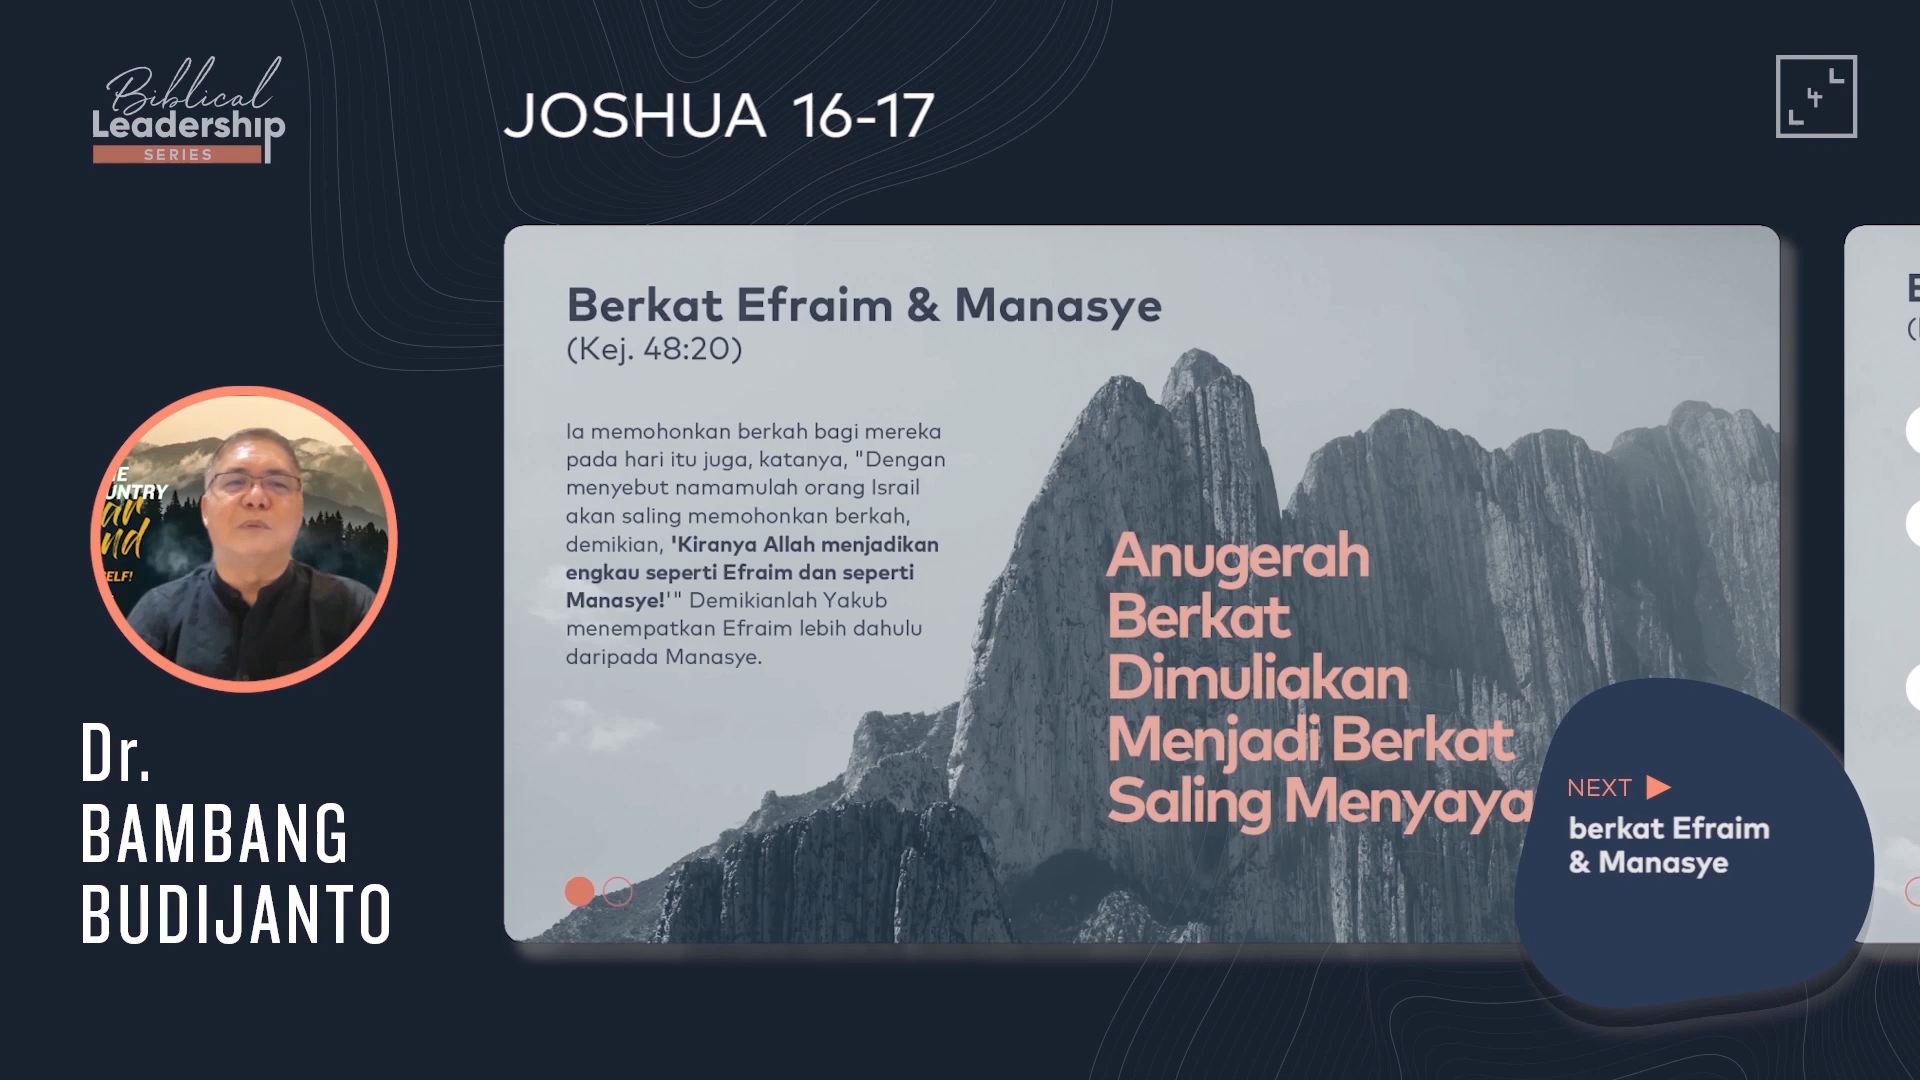 Biblical
Leadership
SERIES
JOSHUA 16-17
4
Berkat Efraim & Manasye
(Kej. 48:20)
Ia memohonkan berkah bagi mereka
pada hari itu juga, katanya, "Dengan
menyebut namamulah orang Israil
akan saling memohonkan berkah,
demikian, 'Kiranya Allah menjadikan
engkau seperti Efraim dan seperti
Manasye!'" Demikianlah Yakub
menempatkan Efraim lebih dahulu
daripada Manasye.
Anugerah
Berkat
Dimuliakan
Menjadi Berkat
Saling Menyaya
NEXT
berkat Efraim
& Manasye
UNTRY
ELF!
Dr.
BAMBANG
BUDIJANTO